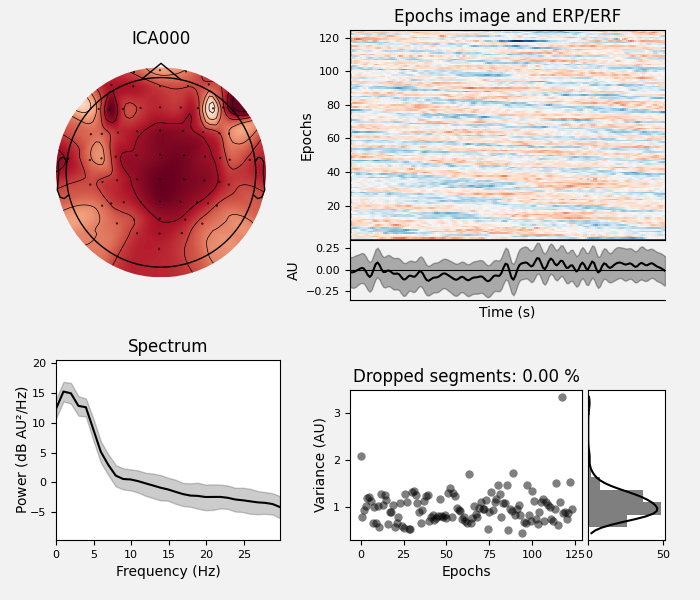 ICA000
Epochs image and ERP/ERF
120
100
80
60
40
20
Epochs
0.25
0.00
−0.25
AU
Time (s)
Spectrum
20
15
10
5
0
−5
Power (dB AU²/Hz)
0 5 10 15 20 25
Frequency (Hz)
Dropped segments: 0.00 %
3
2
1
Variance (AU)
0 25 50 75 100 125
Epochs
0 50